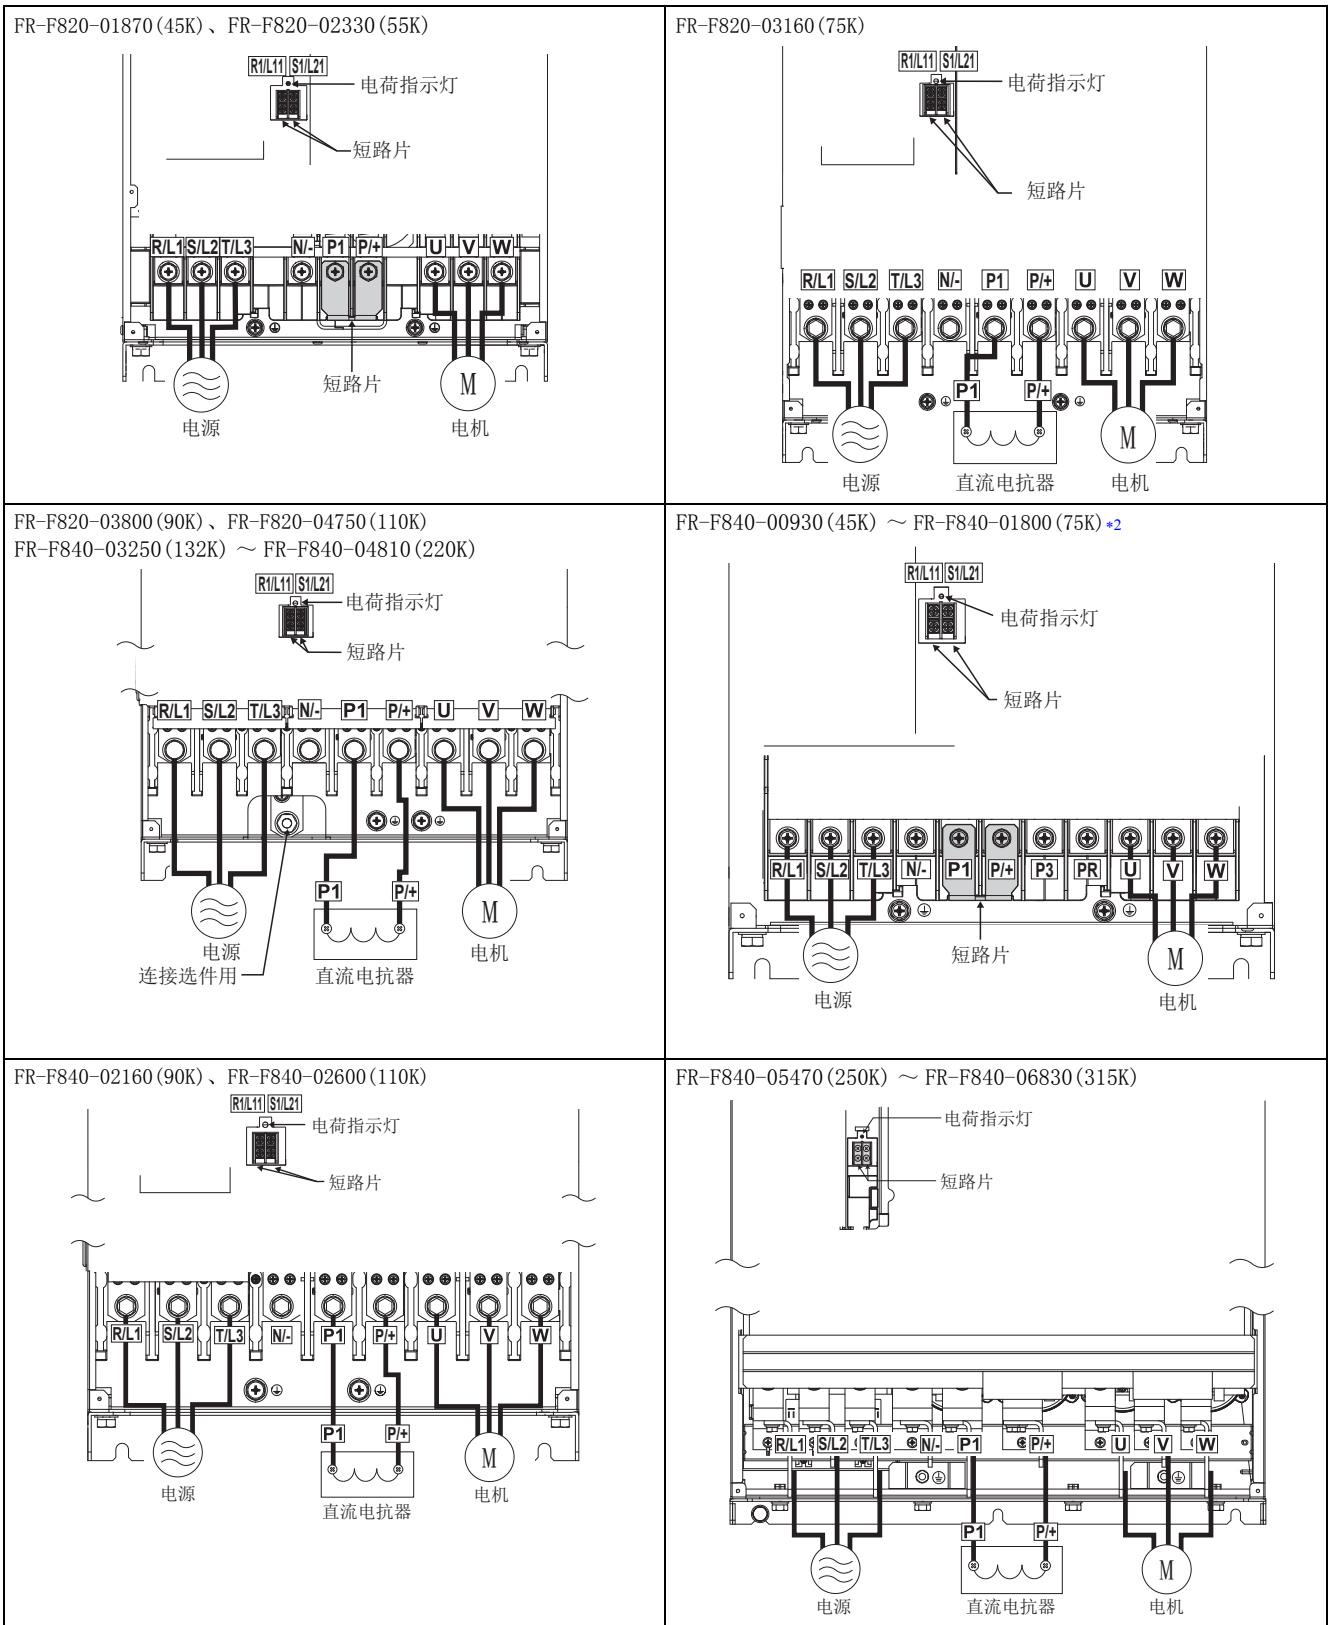 FR-F820-01870(45K)、FR-F820-02330(55K)
R1/L11 S1/L21
电荷指示灯
短路片
R/L1 S/L2 T/L3 N/- P1 P/+ U V W
短路片
M
电源
电机
FR-F820-03160(75K)
R1/L11 S1/L21
电荷指示灯
短路片
R/L1 S/L2 T/L3 N/- P1 P/+ U V W
P1 P/+
M
电源 直流电抗器 电机
FR-F820-03800(90K)、FR-F820-04750(110K)
FR-F840-03250(132K) ～ FR-F840-04810(220K)
R1/L11 S1/L21
电荷指示灯
短路片
R/L1 S/L2 T/L3 N/- P1 P/+ U V W
P1 P/+
M
电源 电机
连接选件用 直流电抗器
FR-F840-00930(45K) ～ FR-F840-01800(75K)*2
R1/L11 S1/L21
电荷指示灯
短路片
R/L1 S/L2 T/L3 N/- P1 P/+ P3 PR U V W
短路片
M
电源 电机
FR-F840-02160(90K)、FR-F840-02600(110K)
R1/L11 S1/L21
电荷指示灯
短路片
R/L1 S/L2 T/L3 N/- P1 P/+ U V W
P1 P/+
M
电源 电机
直流电抗器
FR-F840-05470(250K) ～ FR-F840-06830(315K)
电荷指示灯
短路片
R/L1 S/L2 T/L3 N/- P1 P/+ U V W
P1 P/+
M
电源 直流电抗器 电机